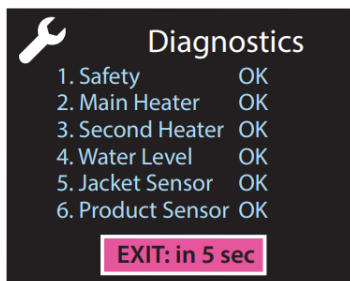 Diagnostics
1. Safety OK
2. Main Heater OK
3. Second Heater OK
4. Water Level OK
5. Jacket Sensor OK
6. Product Sensor OK
EXIT: in 5 sec